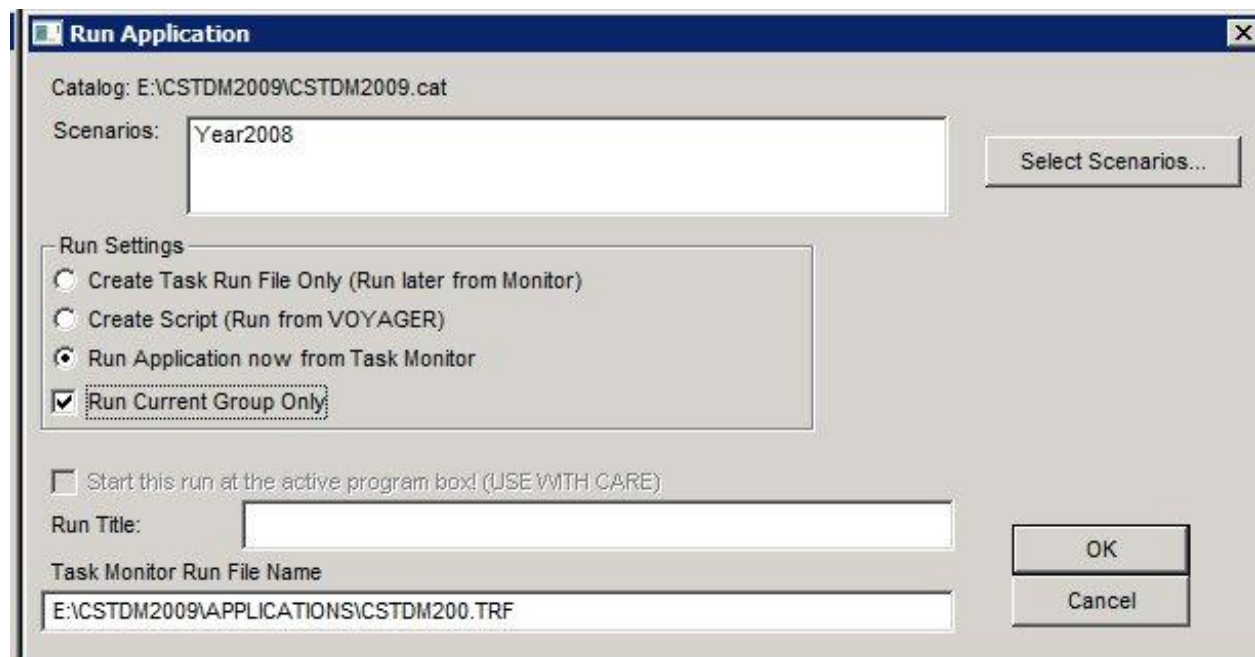 Run Application
Catalog: E:\CSTDM2009\CSTDM2009.cat
Scenarios:
Year2008
Select Scenarios...
Run Settings
Create Task Run File Only (Run later from Monitor)
Create Script (Run from VOYAGER)
Run Application now from Task Monitor
Run Current Group Only
Start this run at the active program box! (USE WITH CARE)
Run Title:
OK
Task Monitor Run File Name
Cancel
E:\CSTDM2009\APPLICATIONS\CSTDM200.TRF